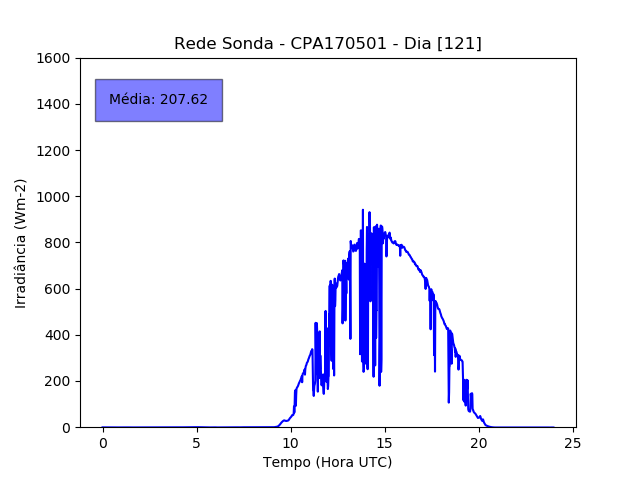 Rede Sonda - CPA170501 - Dia [121]
Média: 207.62
Irradiância (Wm-2)
1600
1400
1200
1000
800
600
400
200
0
0 5 10 15 20 25
Tempo (Hora UTC)